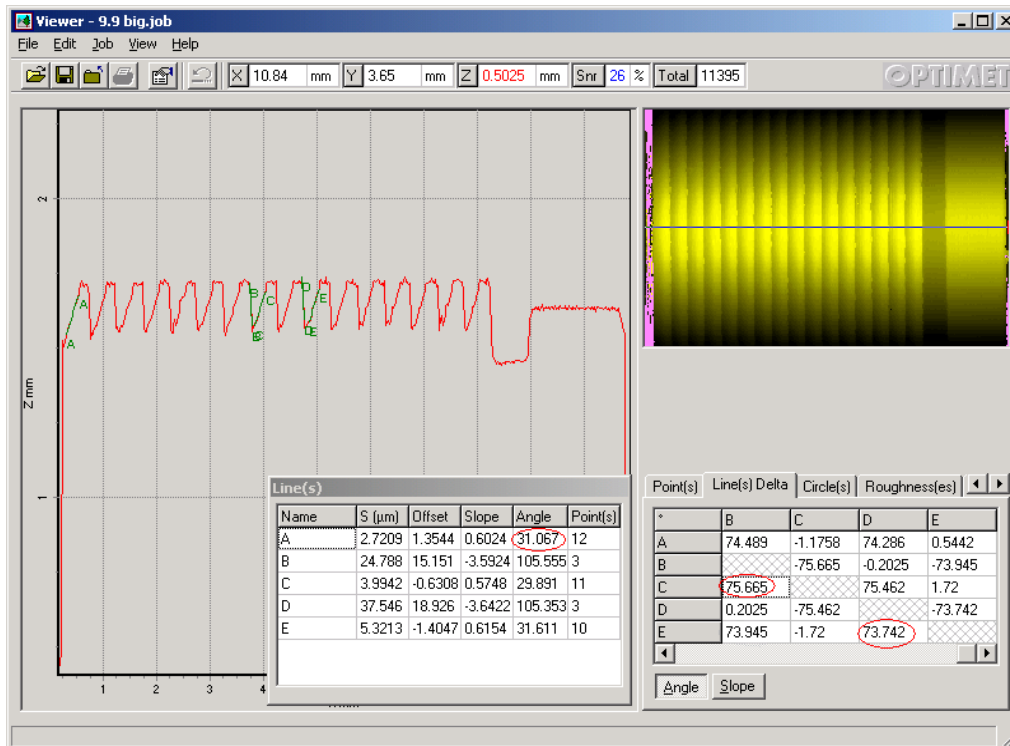 Viewer - 9.9 big.job
File Edit Job View Help
X 10.84 mm Y 3.65 mm Z 0.5025 mm Snr 26 % Total 11395
OPTIMET
2
1
Z mm
A
A
B
C
B
C
D
E
D
E
1 2 3 4
Line(s)
Name S (µm) Offset Slope Angle Point(s)
A 2.7209 1.3544 0.6024 31.067 12
B 24.788 15.151 -3.5924 105.555 3
C 3.9942 -0.6308 0.5748 29.891 11
D 37.546 18.926 -3.6422 105.353 3
E 5.3213 -1.4047 0.6154 31.611 10
Point(s) Line(s) Delta Circle(s) Roughness(es)
° B C D E
A 74.489 -1.1758 74.286 0.5442
B -75.665 -0.2025 -73.945
C 75.665 75.462 1.72
D 0.2025 -75.462 -73.742
E 73.945 -1.72 73.742
Angle Slope